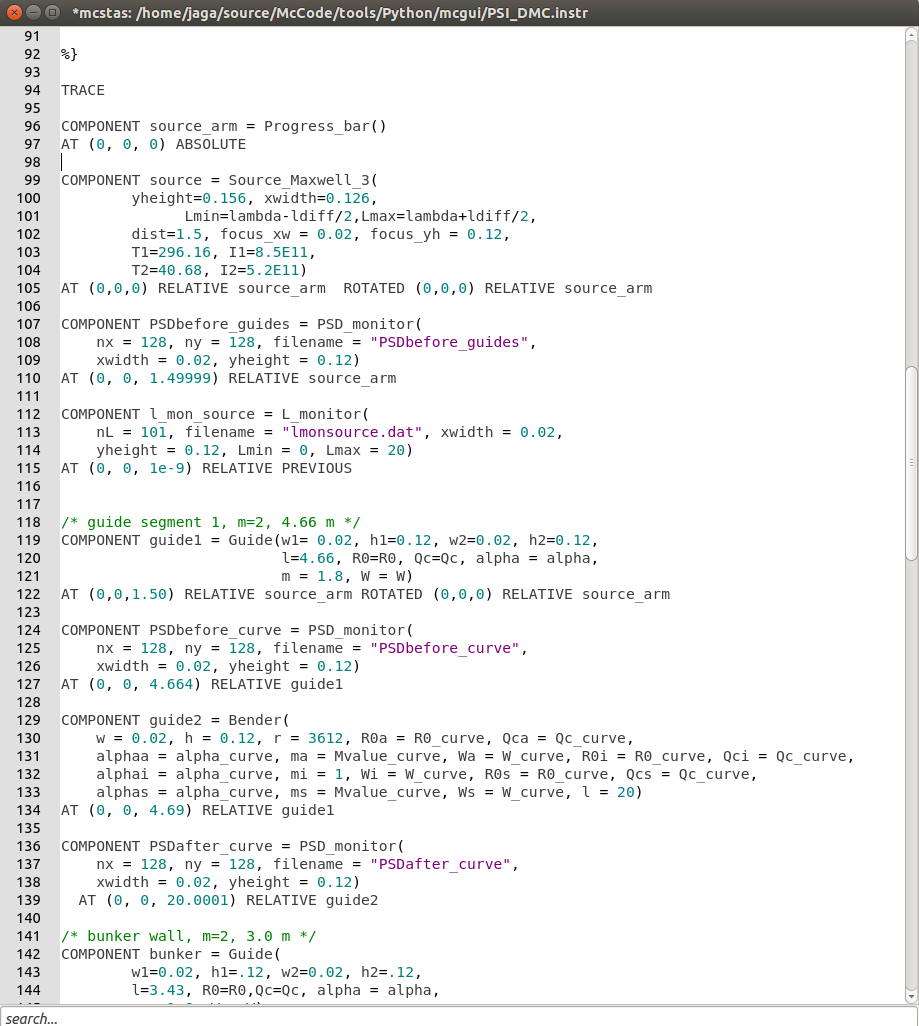 *mcstas: /home/jaga/source/McCode/tools/Python/mcgui/PSI_DMC.instr
91
92 %}
93
94 TRACE
95
96 COMPONENT source_arm = Progress_bar()
97 AT (0, 0, 0) ABSOLUTE
98
99 COMPONENT source = Source_Maxwell_3(
100         yheight=0.156, xwidth=0.126,
101               Lmin=lambda-ldiff/2,Lmax=lambda+ldiff/2,
102         dist=1.5, focus_xw = 0.02, focus_yh = 0.12,
103         T1=296.16, I1=8.5E11,
104         T2=40.68, I2=5.2E11)
105 AT (0,0,0) RELATIVE source_arm  ROTATED (0,0,0) RELATIVE source_arm
106
107 COMPONENT PSDbefore_guides = PSD_monitor(
108     nx = 128, ny = 128, filename = "PSDbefore_guides",
109     xwidth = 0.02, yheight = 0.12)
110 AT (0, 0, 1.49999) RELATIVE source_arm
111
112 COMPONENT l_mon_source = L_monitor(
113     nL = 101, filename = "lmonsource.dat", xwidth = 0.02,
114     yheight = 0.12, Lmin = 0, Lmax = 20)
115 AT (0, 0, 1e-9) RELATIVE PREVIOUS
116
117
118 /* guide segment 1, m=2, 4.66 m */
119 COMPONENT guide1 = Guide(w1= 0.02, h1=0.12, w2=0.02, h2=0.12,
120                          l=4.66, R0=R0, Qc=Qc, alpha = alpha,
121                          m = 1.8, W = W)
122 AT (0,0,1.50) RELATIVE source_arm ROTATED (0,0,0) RELATIVE source_arm
123
124 COMPONENT PSDbefore_curve = PSD_monitor(
125     nx = 128, ny = 128, filename = "PSDbefore_curve",
126     xwidth = 0.02, yheight = 0.12)
127 AT (0, 0, 4.664) RELATIVE guide1
128
129 COMPONENT guide2 = Bender(
130     w = 0.02, h = 0.12, r = 3612, R0a = R0_curve, Qca = Qc_curve,
131     alphaa = alpha_curve, ma = Mvalue_curve, Wa = W_curve, R0i = R0_curve, Qci = Qc_curve,
132     alphai = alpha_curve, mi = 1, Wi = W_curve, R0s = R0_curve, Qcs = Qc_curve,
133     alphas = alpha_curve, ms = Mvalue_curve, Ws = W_curve, l = 20)
134 AT (0, 0, 4.69) RELATIVE guide1
135
136 COMPONENT PSDafter_curve = PSD_monitor(
137     nx = 128, ny = 128, filename = "PSDafter_curve",
138     xwidth = 0.02, yheight = 0.12)
139   AT (0, 0, 20.0001) RELATIVE guide2
140
141 /* bunker wall, m=2, 3.0 m */
142 COMPONENT bunker = Guide(
143         w1=0.02, h1=.12, w2=0.02, h2=.12,
144         l=3.43, R0=R0,Qc=Qc, alpha = alpha,
search...